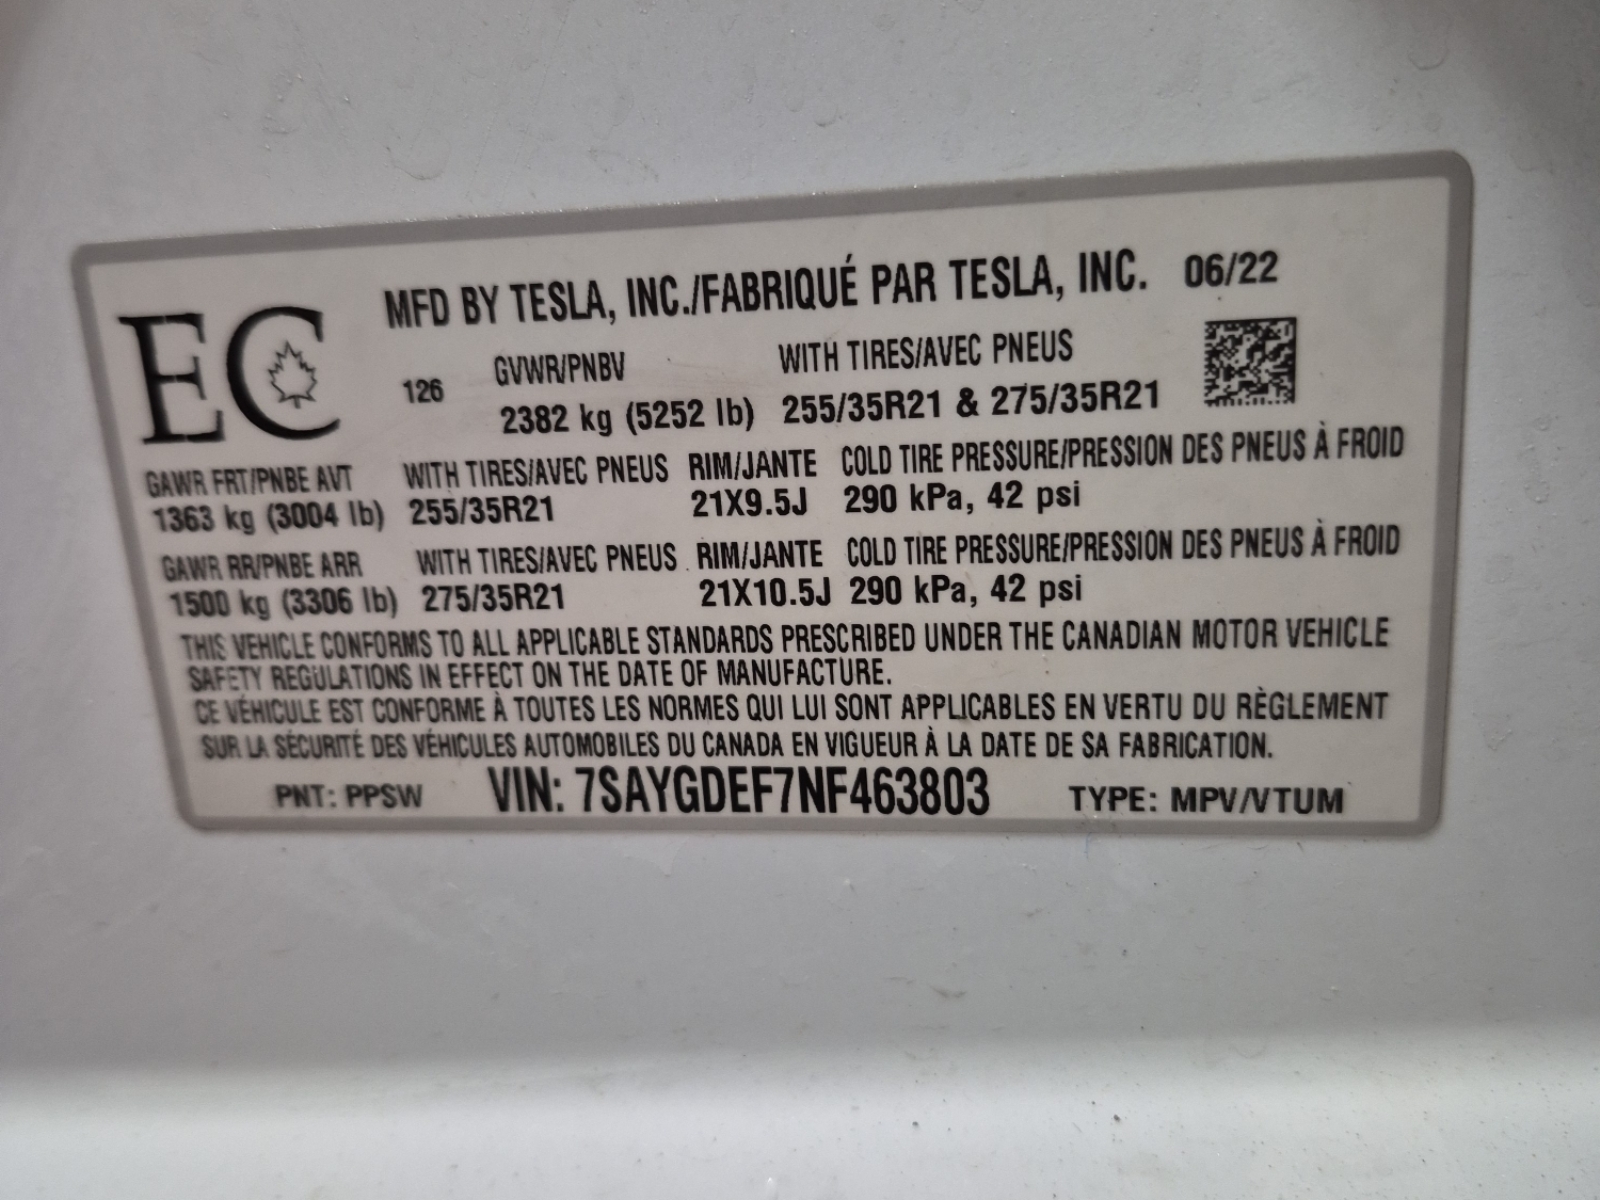 MFD BY TESLA, INC./FABRIQUÉ PAR TESLA, INC. 06/22
EC
126 GVWR/PNBV WITH TIRES/AVEC PNEUS
2382 kg (5252 lb) 255/35R21 & 275/35R21
GAWR FRT/PNBE AVT WITH TIRES/AVEC PNEUS RIM/JANTE COLD TIRE PRESSURE/PRESSION DES PNEUS À FROID
1363 kg (3004 lb) 255/35R21 21X9.5J 290 kPa, 42 psi
GAWR RR/PNBE ARR WITH TIRES/AVEC PNEUS RIM/JANTE COLD TIRE PRESSURE/PRESSION DES PNEUS À FROID
1500 kg (3306 lb) 275/35R21 21X10.5J 290 kPa, 42 psi
THIS VEHICLE CONFORMS TO ALL APPLICABLE STANDARDS PRESCRIBED UNDER THE CANADIAN MOTOR VEHICLE
SAFETY REGULATIONS IN EFFECT ON THE DATE OF MANUFACTURE.
CE VÉHICULE EST CONFORME À TOUTES LES NORMES QUI LUI SONT APPLICABLES EN VERTU DU RÈGLEMENT
SUR LA SÉCURITÉ DES VÉHICULES AUTOMOBILES DU CANADA EN VIGUEUR À LA DATE DE SA FABRICATION.
PNT: PPSW VIN: 7SAYGDEF7NF463803 TYPE: MPV/VTUM